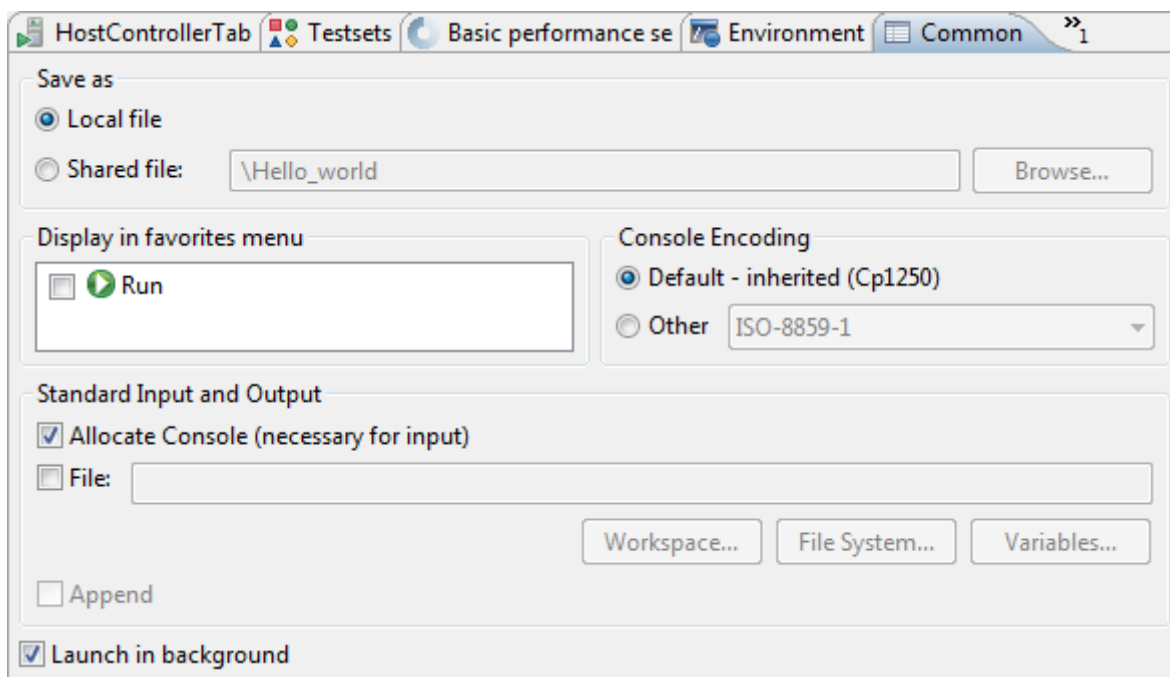 HostControllerTab Testsets Basic performance se Environment Common »1
Save as
Local file
Shared file: \Hello_world Browse...
Display in favorites menu
Run
Console Encoding
Default - inherited (Cp1250)
Other ISO-8859-1
Standard Input and Output
Allocate Console (necessary for input)
File:
Workspace... File System... Variables...
Append
Launch in background